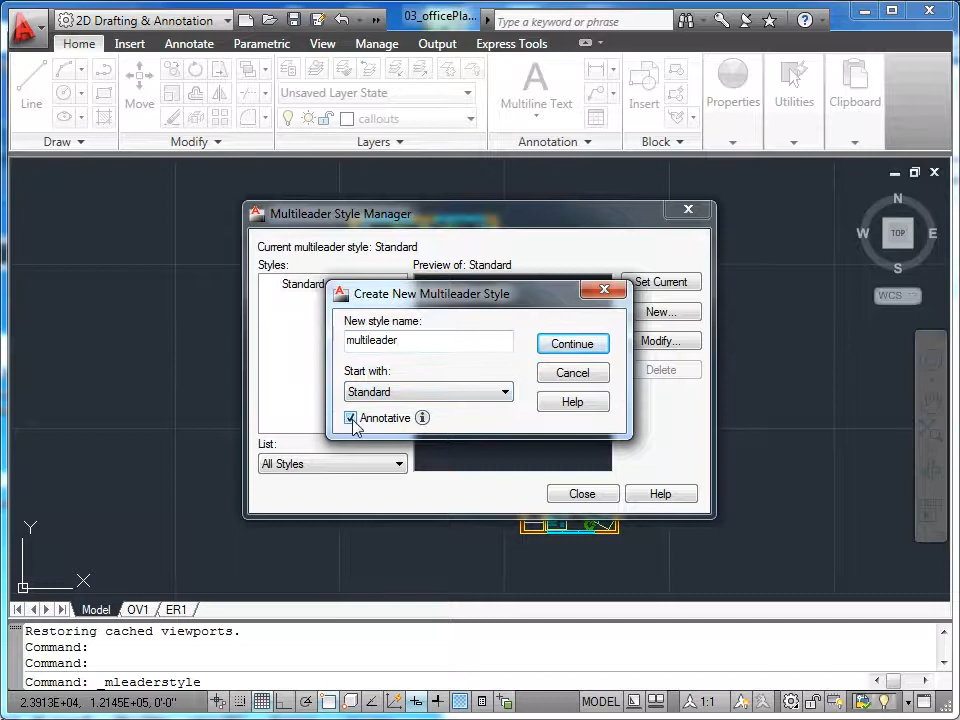 2D Drafting & Annotation
03_officePla...
Type a keyword or phrase
Home Insert Annotate Parametric View Manage Output Express Tools
Unsaved Layer State
callouts
Line Move Multiline Text Insert Properties Utilities Clipboard
Draw Modify Layers Annotation Block
Multileader Style Manager
Current multileader style: Standard
Styles:
Standard
Preview of: Standard
Set Current
New...
Modify...
Delete
Create New Multileader Style
New style name:
multileader
Start with:
Standard
Annotative
Continue
Cancel
Help
List:
All Styles
Close Help
N
W TOP E
S
WCS
Y
X
Model OV1 ER1
Restoring cached viewports.
Command:
Command:
Command: _mleaderstyle
2.3913E+04, 1.2145E+05, 0'-0" MODEL 1:1